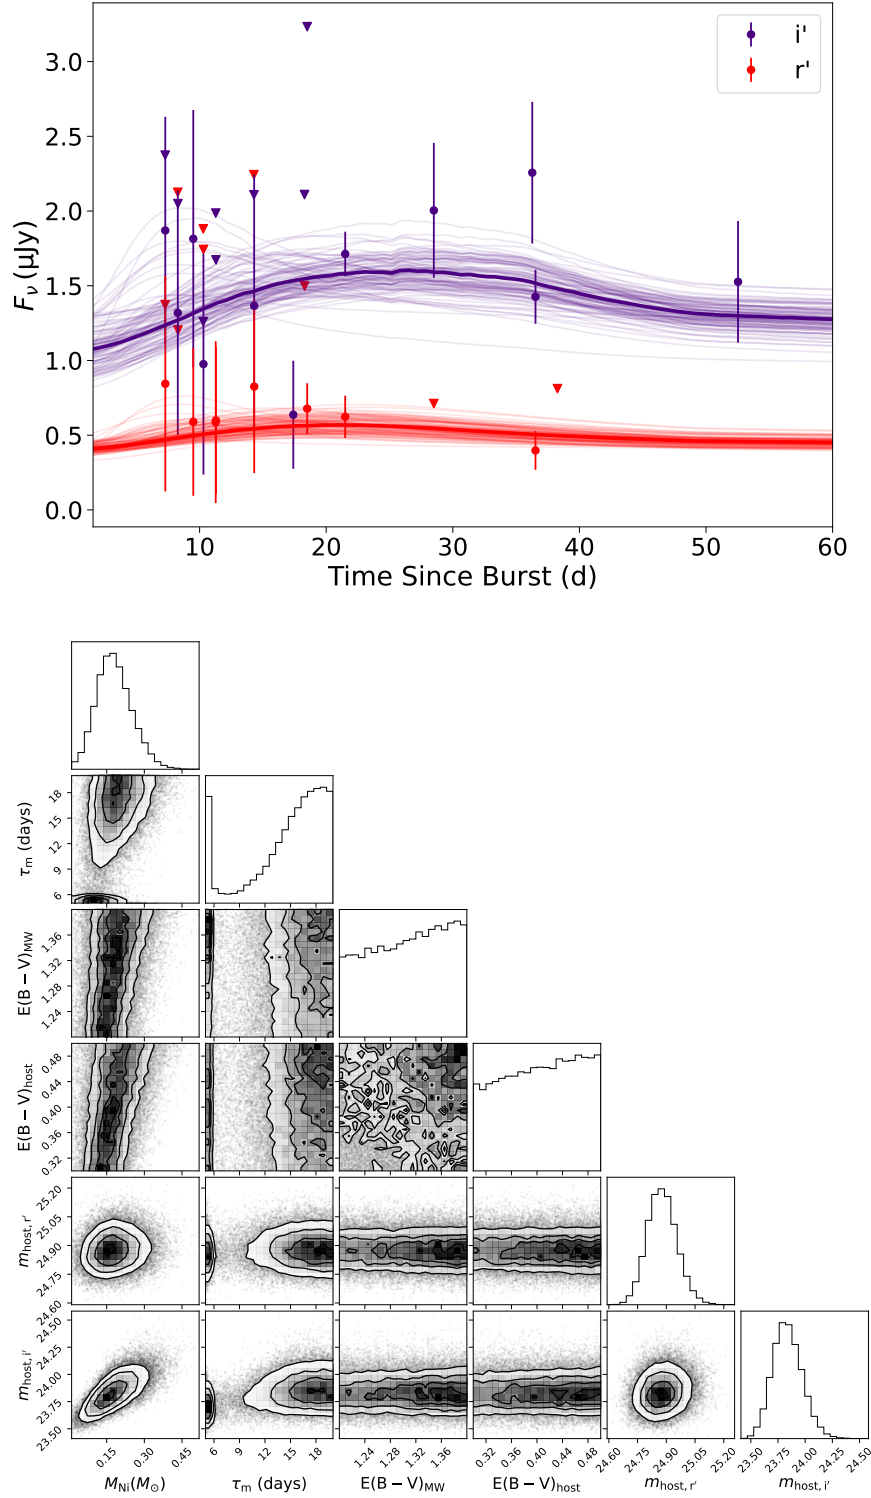 i'
r'
3.0
2.5
2.0
1.5
1.0
0.5
0.0
F_ν (μJy)
10 20 30 40 50 60
Time Since Burst (d)
τ_m (days)
18
15
12
9
6
E(B − V)_MW
1.36
1.32
1.28
1.24
E(B − V)_host
0.48
0.44
0.40
0.36
0.32
m_host, r′
25.20
25.05
24.90
24.75
24.60
m_host, i′
24.50
24.25
24.00
23.75
23.50
0.15 0.30 0.45
6 9 12 15 18
1.24 1.28 1.32 1.36
0.32 0.36 0.40 0.44 0.48
24.60 24.75 24.90 25.05 25.20
23.50 23.75 24.00 24.25 24.50
M_Ni(M_⊙) τ_m (days) E(B − V)_MW E(B − V)_host m_host, r′ m_host, i′